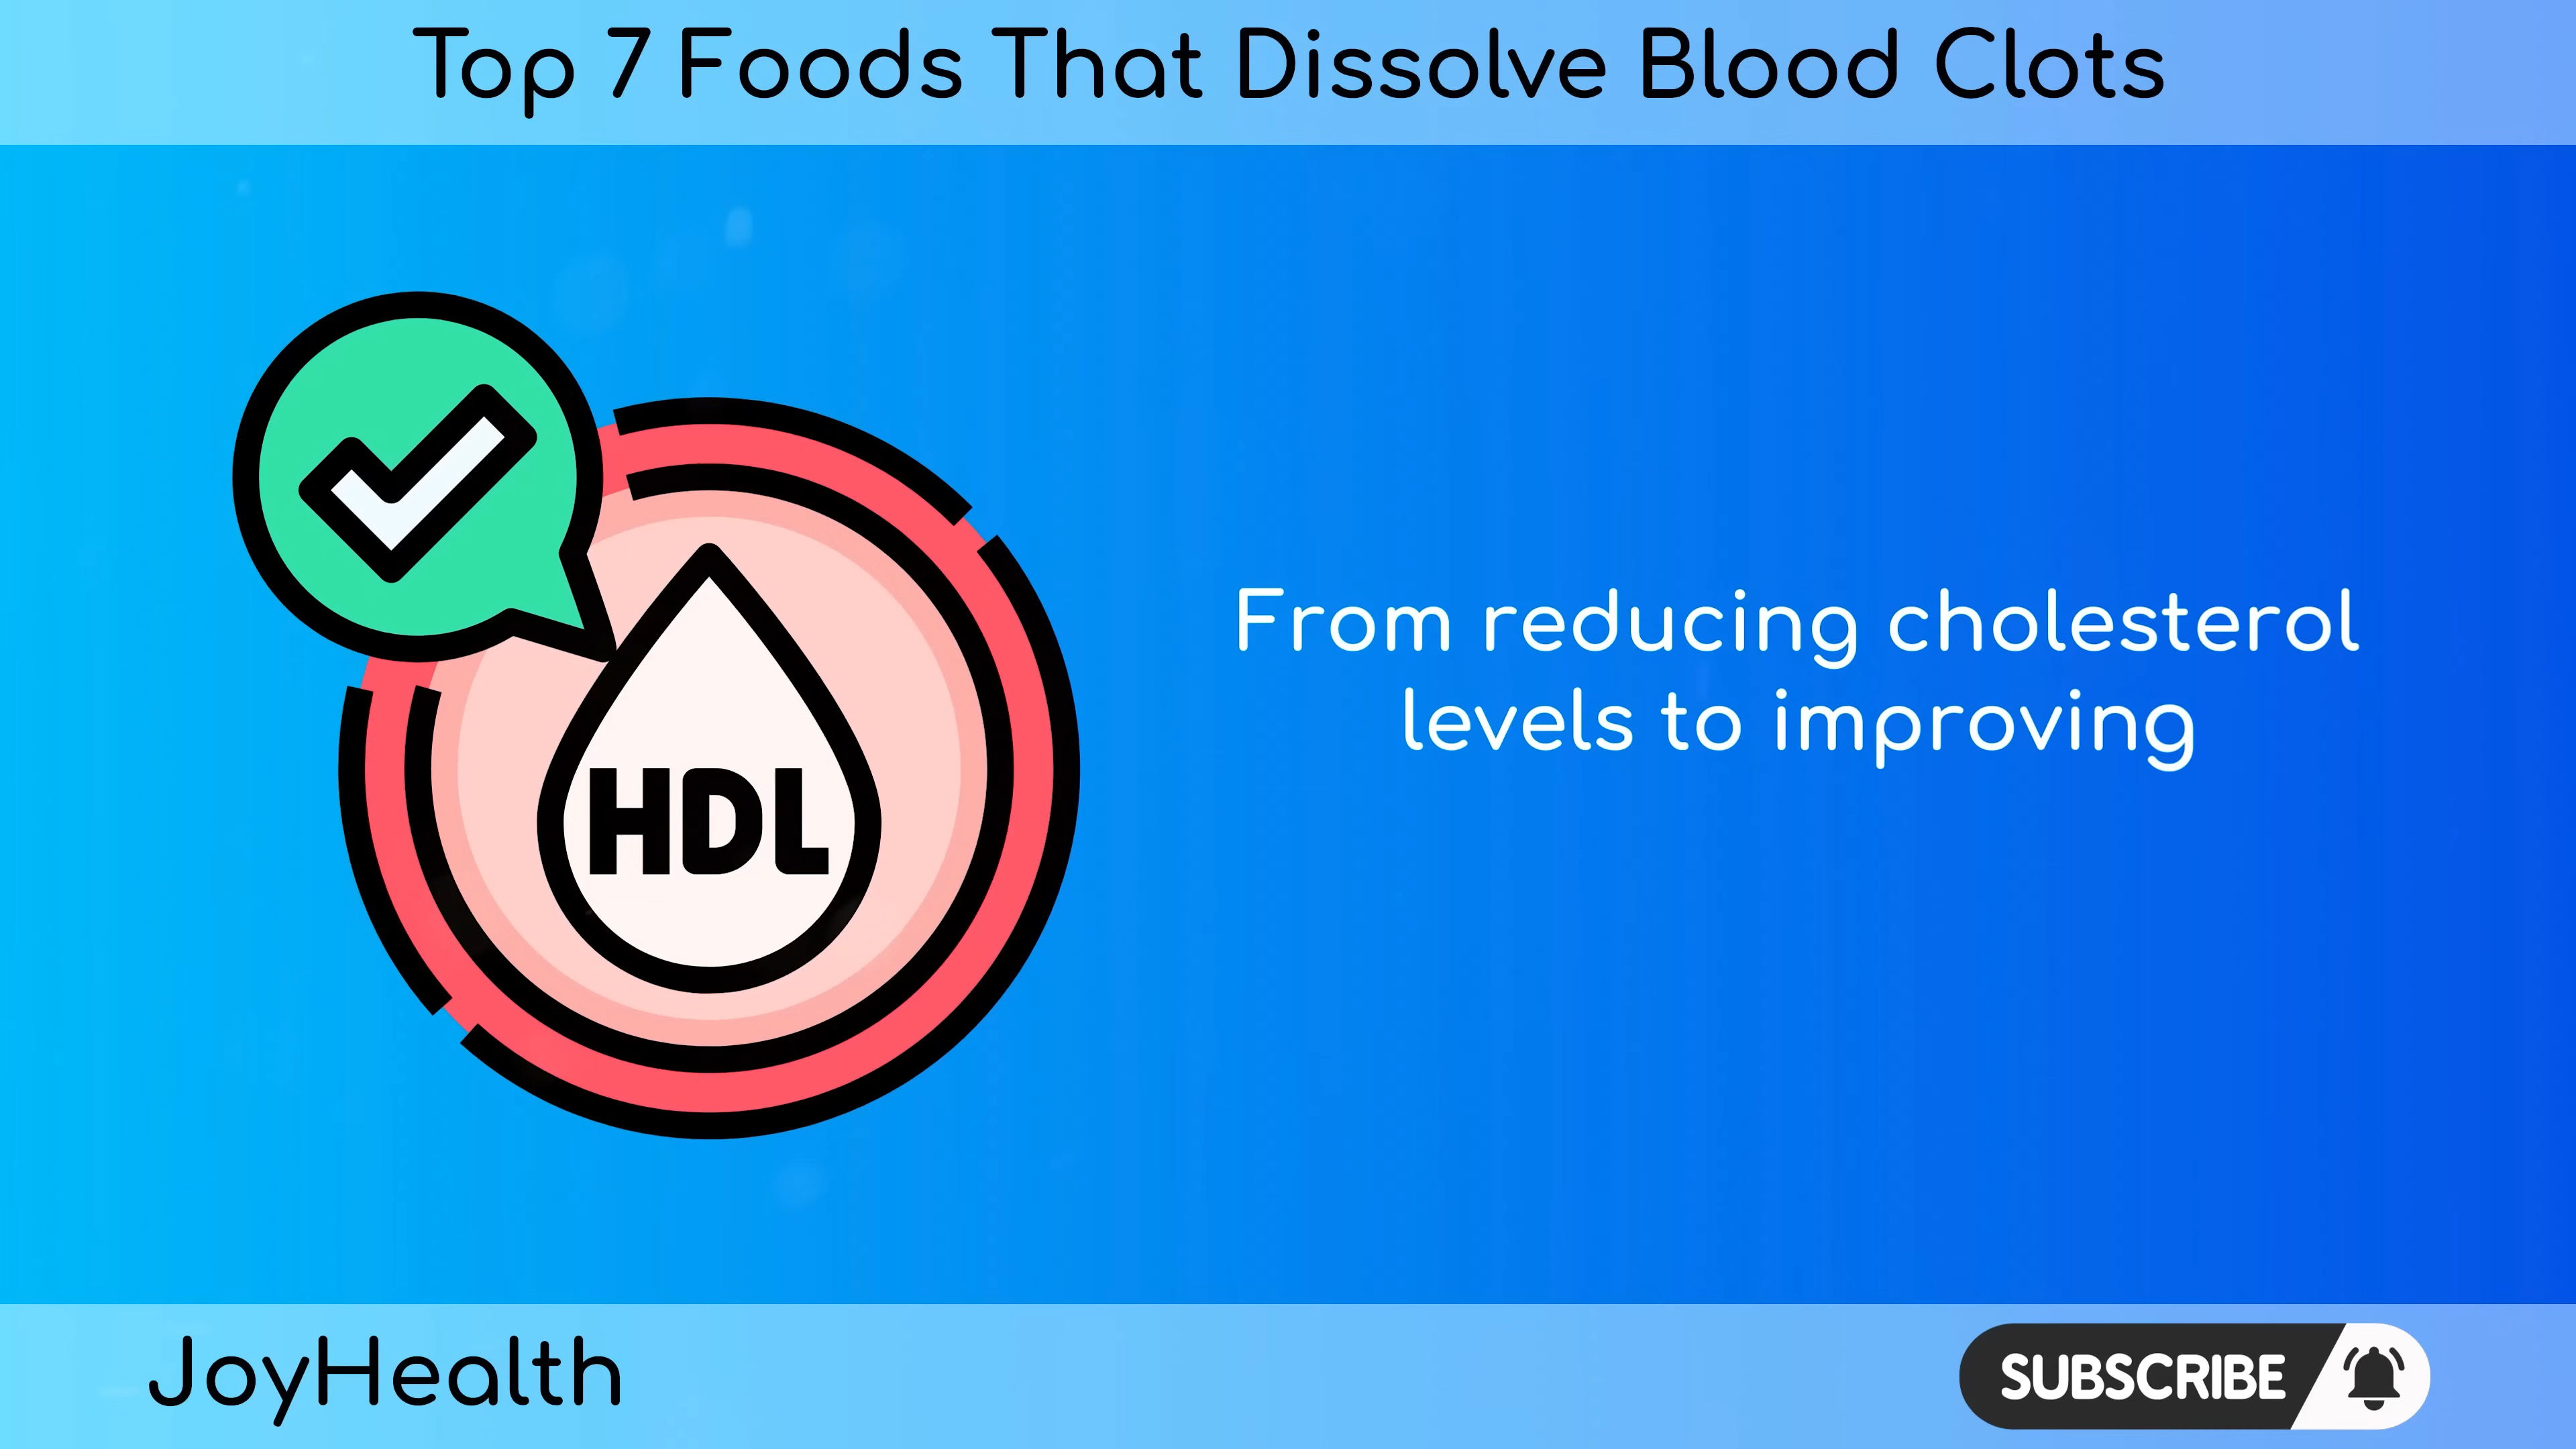 Top 7 Foods That Dissolve Blood Clots
HDL
From reducing cholesterol
levels to improving
JoyHealth
SUBSCRIBE